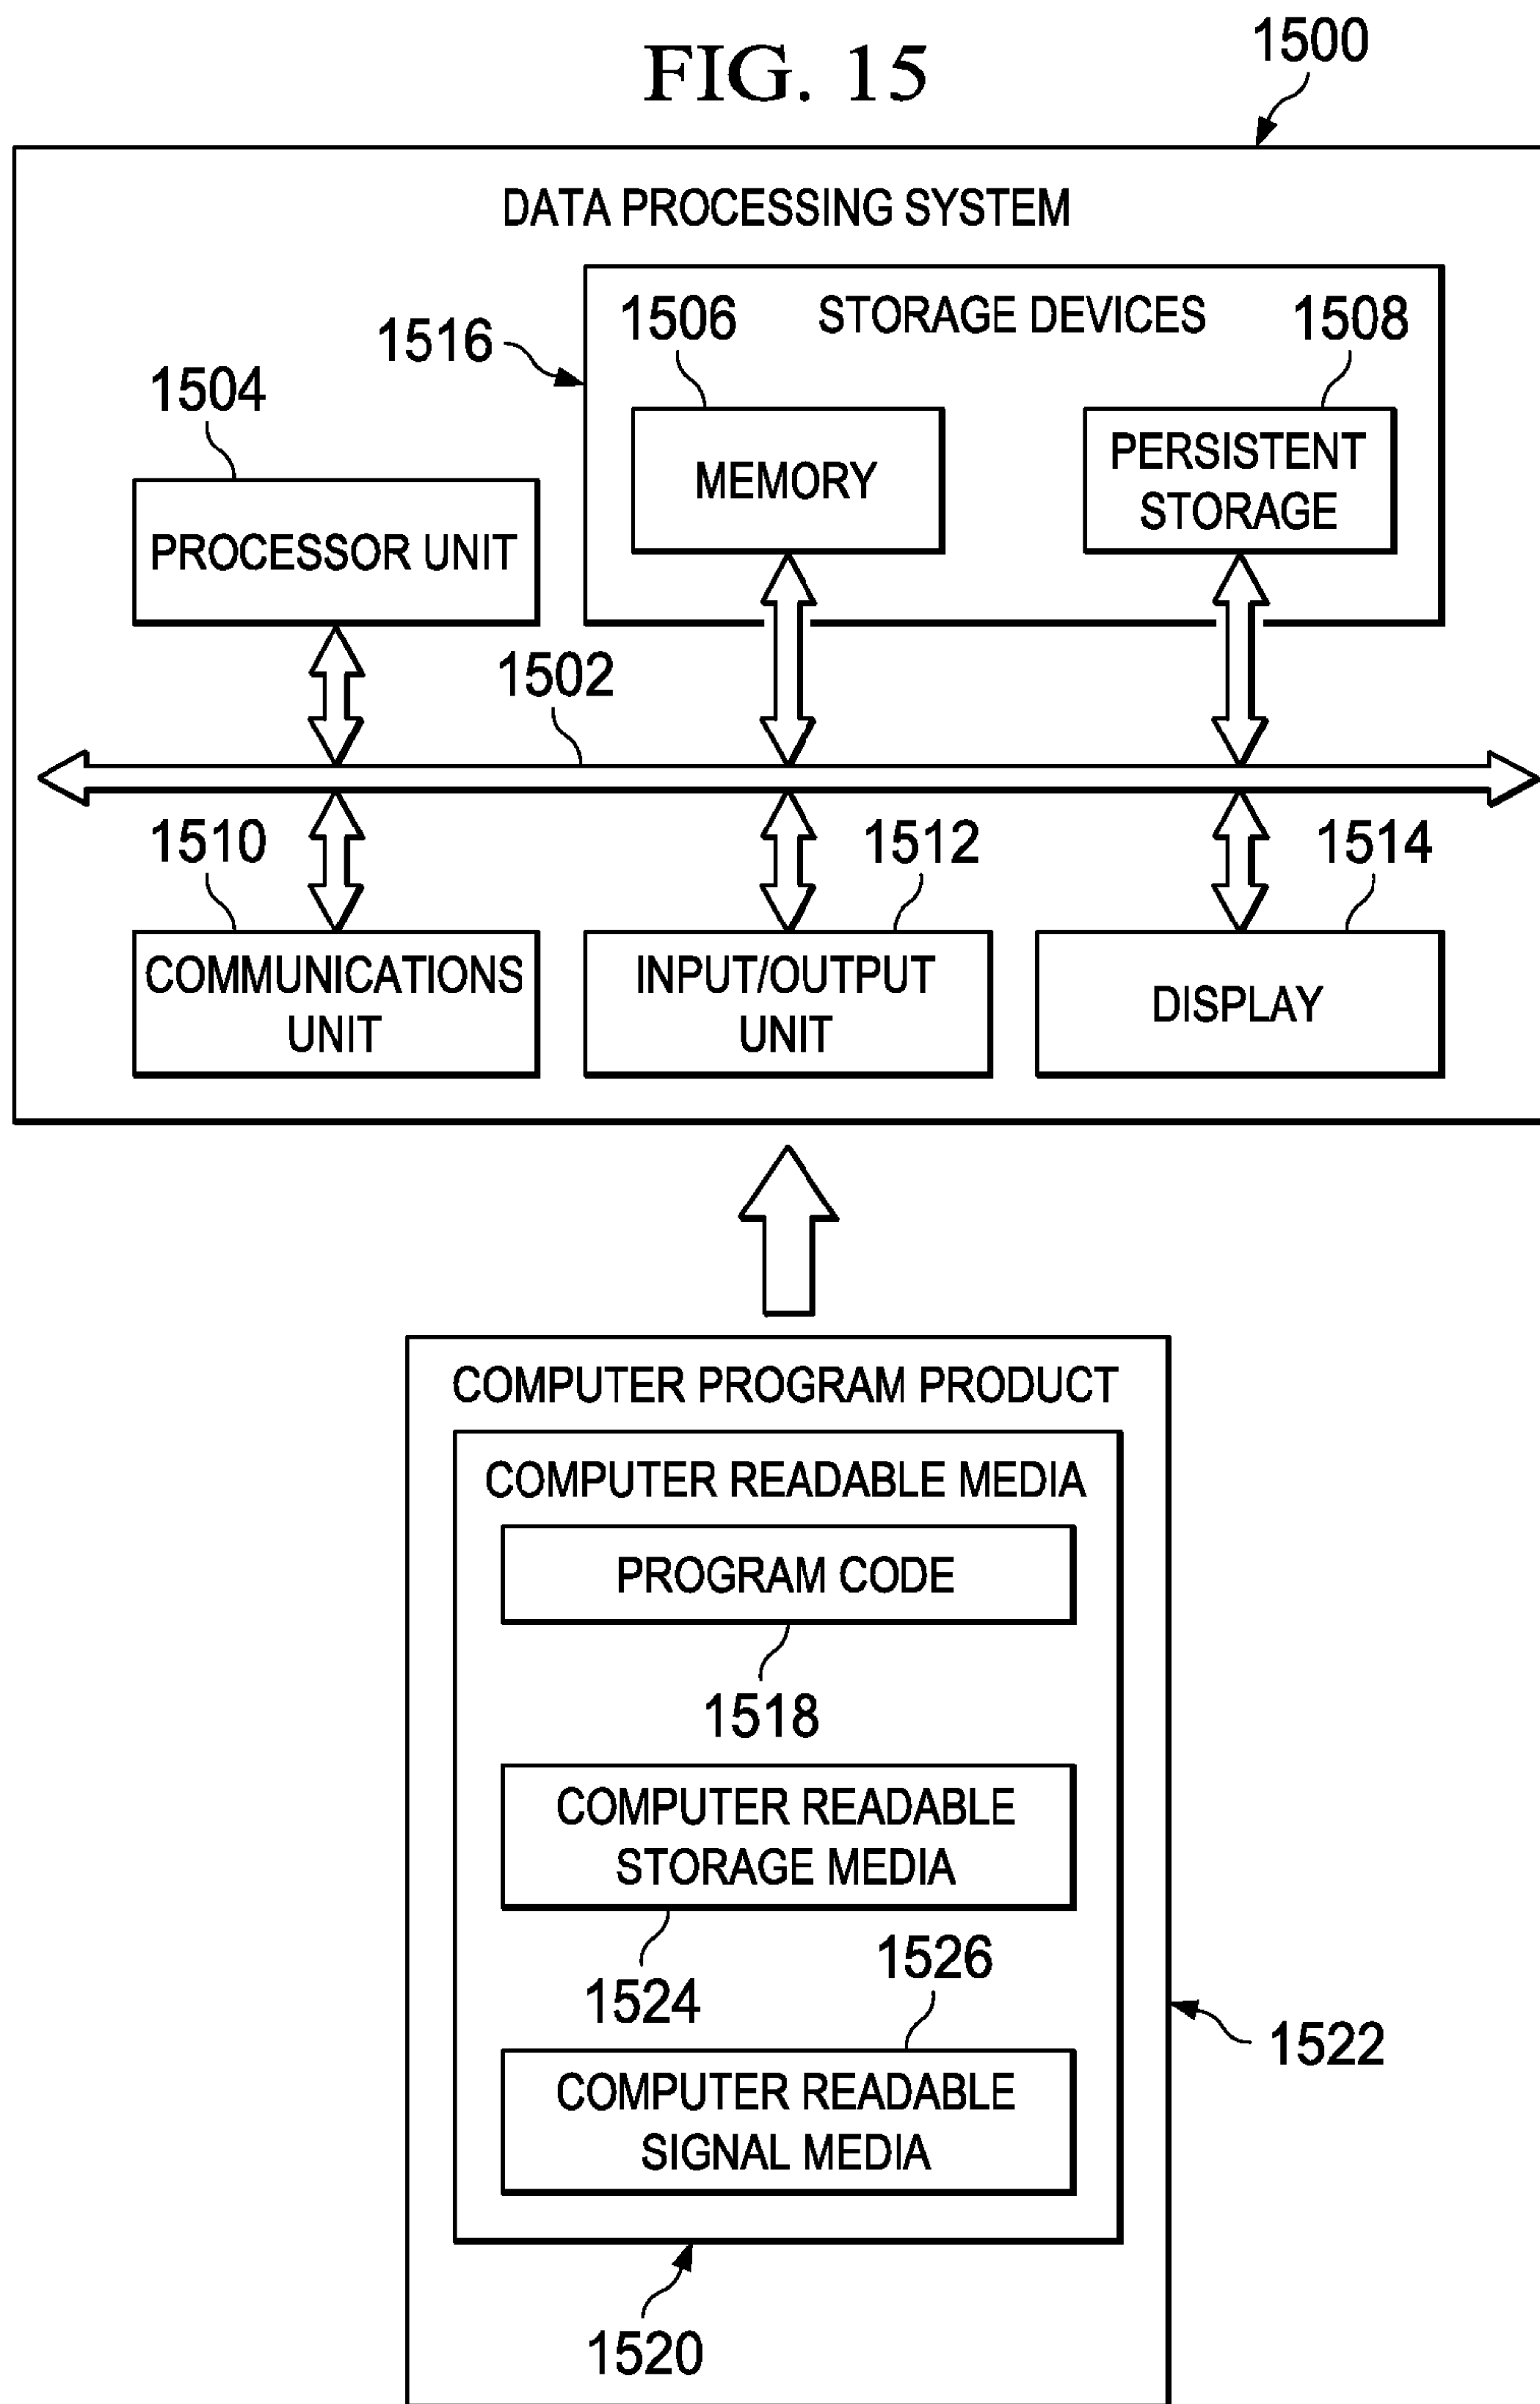 FIG. 15
1500
DATA PROCESSING SYSTEM
1516
1506
STORAGE DEVICES
1508
1504
MEMORY
PERSISTENT
STORAGE
PROCESSOR UNIT
1502
1510
1512
1514
COMMUNICATIONS
UNIT
INPUT/OUTPUT
UNIT
DISPLAY
COMPUTER PROGRAM PRODUCT
COMPUTER READABLE MEDIA
PROGRAM CODE
1518
COMPUTER READABLE
STORAGE MEDIA
1524
1526
COMPUTER READABLE
SIGNAL MEDIA
1522
1520